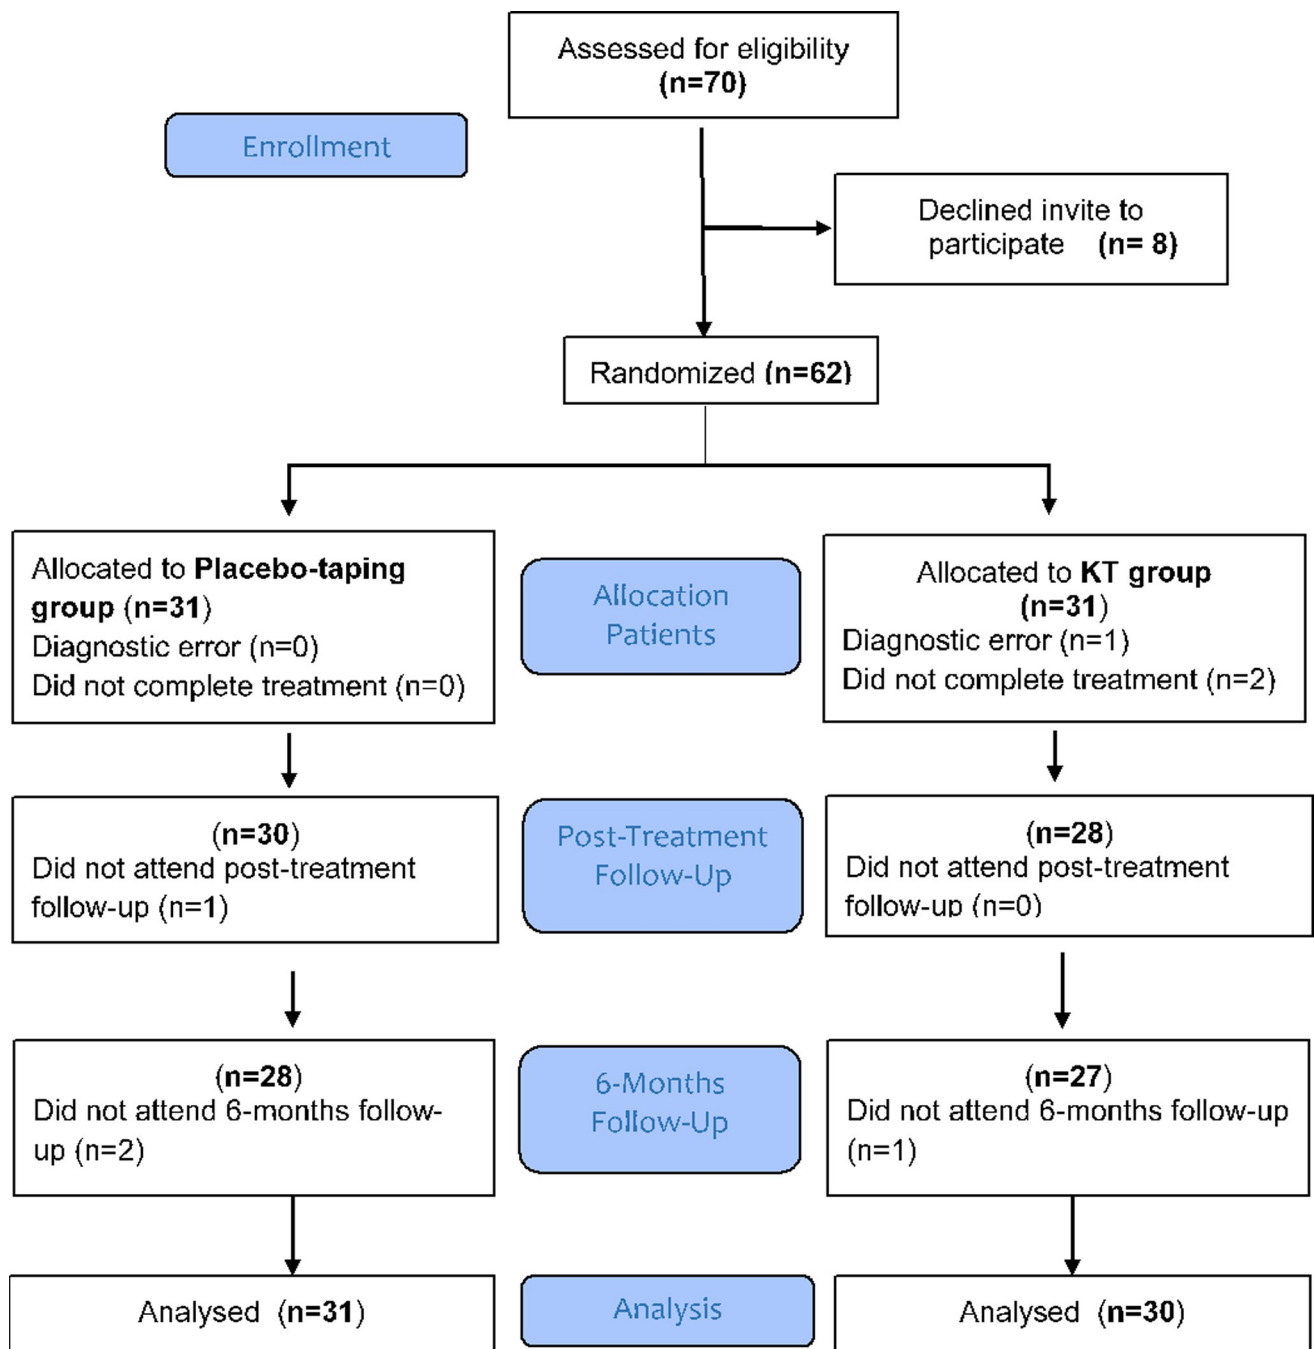 Assessed for eligibility
(n=70)
Enrollment
Declined invite to
participate (n= 8)
Randomized (n=62)
Allocated to Placebo-taping
group (n=31)
Diagnostic error (n=0)
Did not complete treatment (n=0)
Allocation
Patients
Allocated to KT group
(n=31)
Diagnostic error (n=1)
Did not complete treatment (n=2)
(n=30)
Did not attend post-treatment
follow-up (n=1)
Post-Treatment
Follow-Up
(n=28)
Did not attend post-treatment
follow-up (n=0)
(n=28)
Did not attend 6-months follow-
up (n=2)
6-Months
Follow-Up
(n=27)
Did not attend 6-months follow-up
(n=1)
Analysed (n=31)
Analysis
Analysed (n=30)